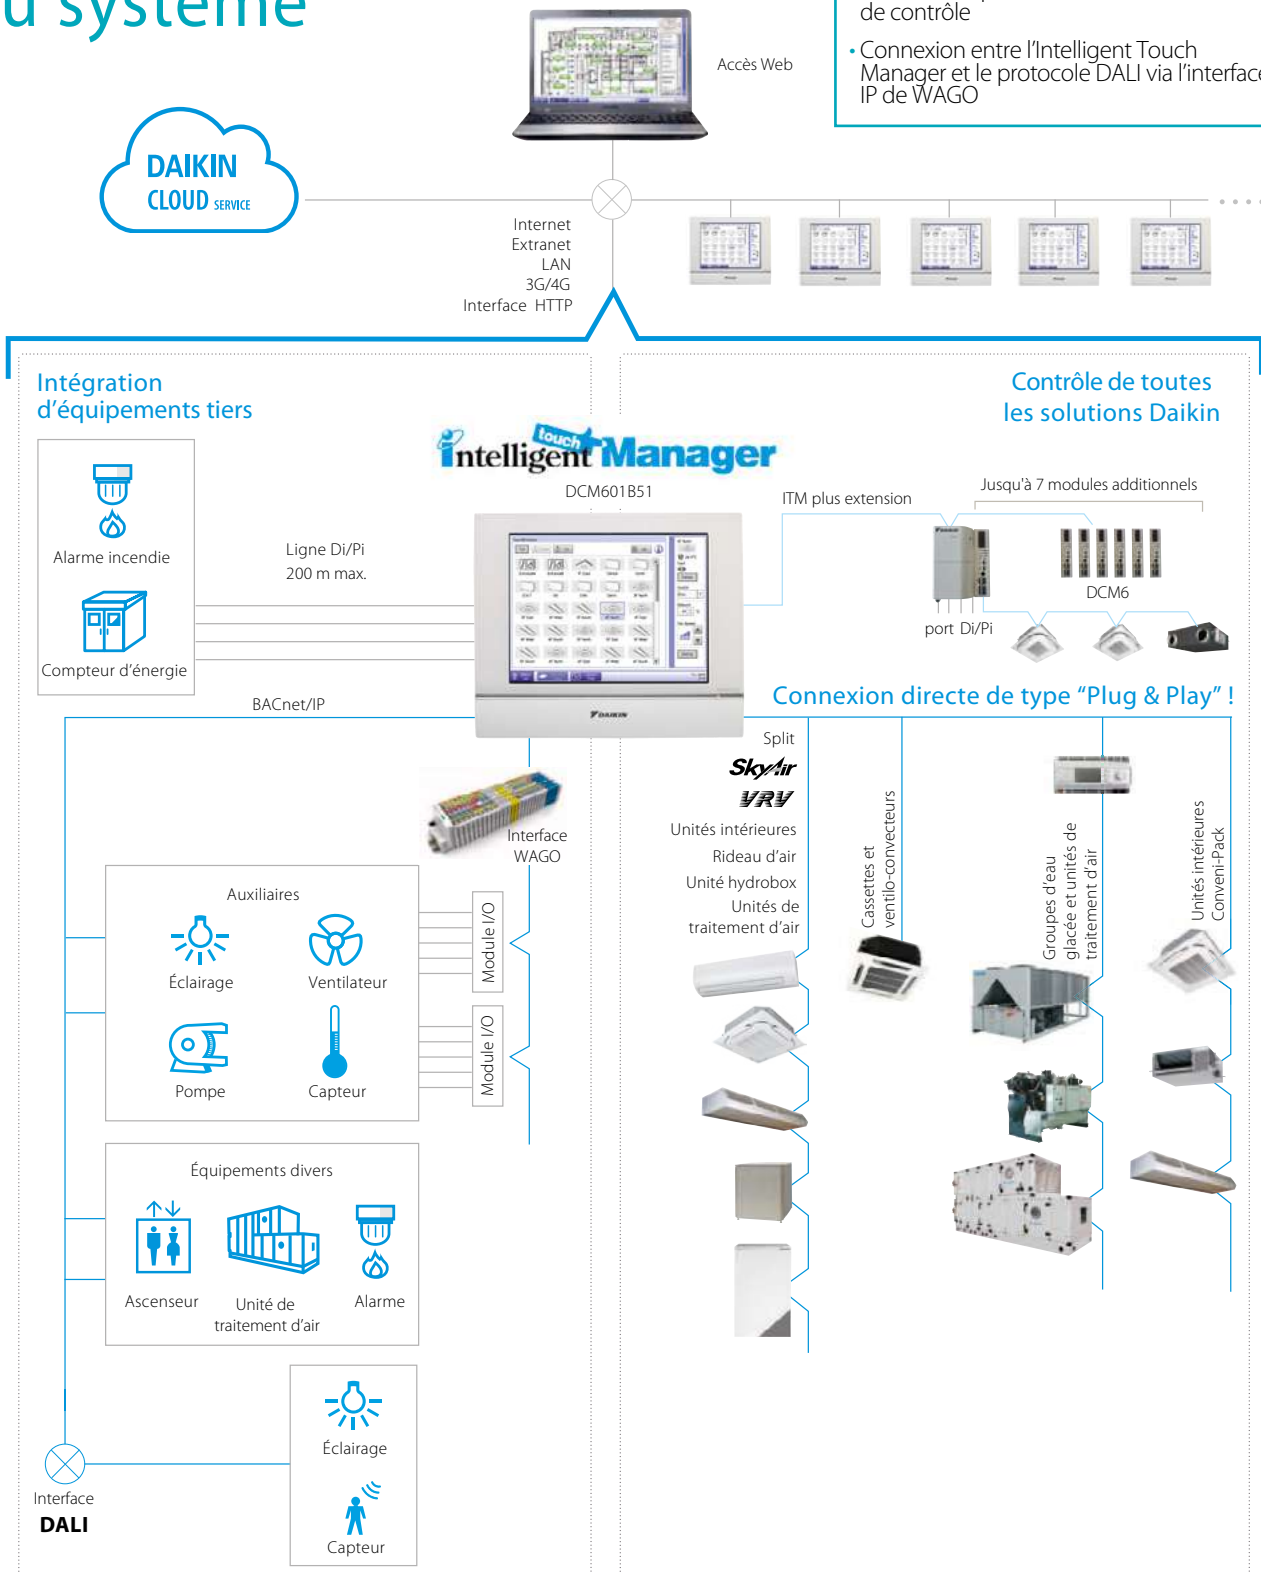 u système
de contrôle
• Connexion entre l'Intelligent Touch
Manager et le protocole DALI via l'interface
IP de WAGO
Accès Web
DAIKIN
CLOUD SERVICE
Internet
Extranet
LAN
3G/4G
Interface HTTP
Intégration
d'équipements tiers
Contrôle de toutes
les solutions Daikin
intelligent touch Manager
DCM601B51
ITM plus extension
Jusqu'à 7 modules additionnels
Alarme incendie
Ligne Di/Pi
200 m max.
DAIKIN
DCM6
port Di/Pi
Compteur d'énergie
Connexion directe de type "Plug & Play" !
BACnet/IP
DAIKIN
Split
SkyAir
VRV
Unités intérieures
Rideau d'air
Unité hydrobox
Unités de
traitement d'air
Cassettes et
ventilo-convecteurs
Groupes d'eau
glacée et unités de
traitement d'air
Unités intérieures
Conveni-Pack
Interface
WAGO
Auxiliaires
Éclairage
Ventilateur
Pompe
Capteur
Module I/O
Module I/O
Équipements divers
Ascenseur
Unité de
traitement d'air
Alarme
Éclairage
Capteur
Interface
DALI